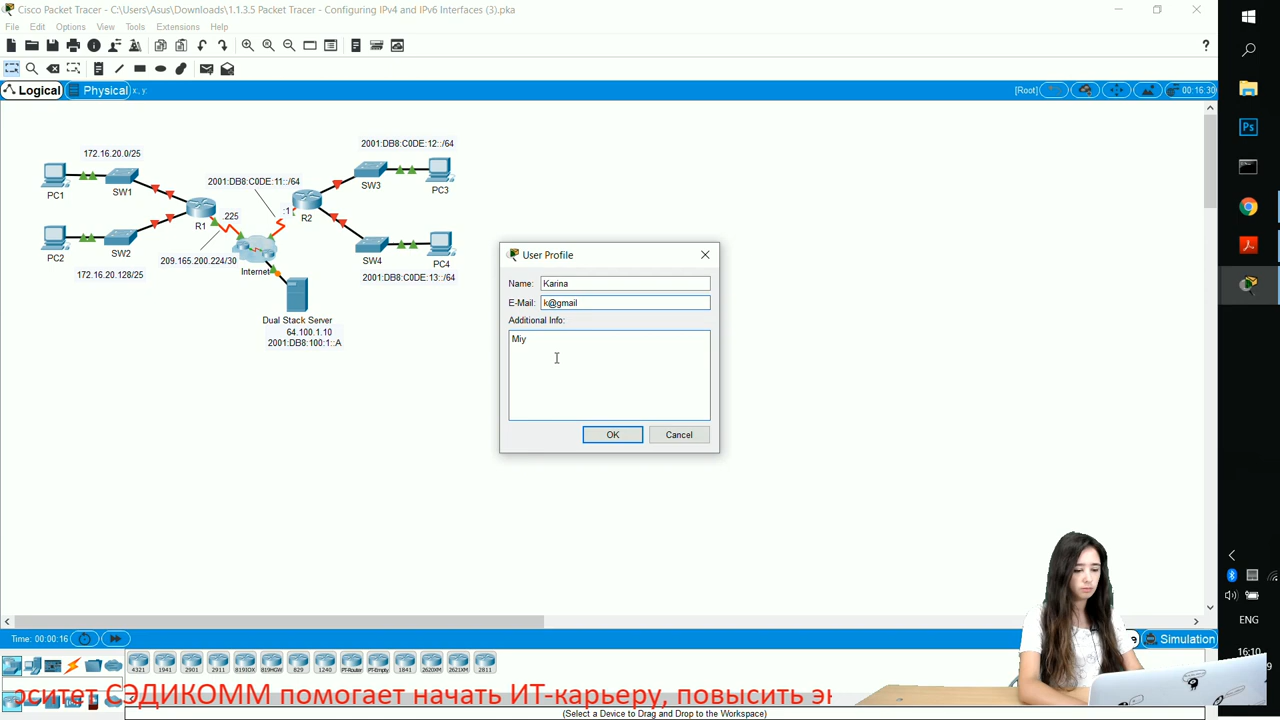 Cisco Packet Tracer - C:\Users\Asus\Downloads\1.1.3.5 Packet Tracer - Configuring IPv4 and IPv6 Interfaces (3).pka
File Edit Options View Tools Extensions Help
Logical Physical x, y: [Root] 00:16:30
2001:DB8:C0DE:12::/64
172.16.20.0/25
PC1 SW1 2001:DB8:C0DE:11::/64 SW3 PC3
.225 :1
R1 R2
PC2 SW2 209.165.200.224/30 SW4 PC4
Internet
172.16.20.128/25 2001:DB8:C0DE:13::/64
Dual Stack Server
64.100.1.10
2001:DB8:100:1::A
User Profile
Name: Karina
E-Mail: k@gmail
Additional Info:
Miy
OK Cancel
ENG
16:10
Time: 00:00:16 Simulation
4321 1941 2901 2911 819IOX 819HGW 829 1240 PT-Router PT-Empty 1841 2620XM 2621XM 2811
СЭДИКОММ помогает начать ИТ-карьеру, повысить
(Select a Device to Drag and Drop to the Workspace)